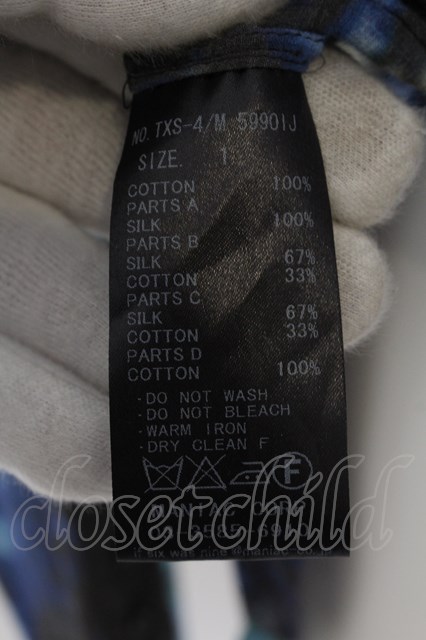 NO. TXS-4/M 5990IJ
SIZE. 1
COTTON 100%
PARTS A
SILK 100%
PARTS B
SILK 67%
COTTON 33%
PARTS C
SILK 67%
COTTON 33%
PARTS D
COTTON 100%
·DO NOT WASH
·DO NOT BLEACH
·WARM IRON
·DRY CLEAN F
F
closetchild